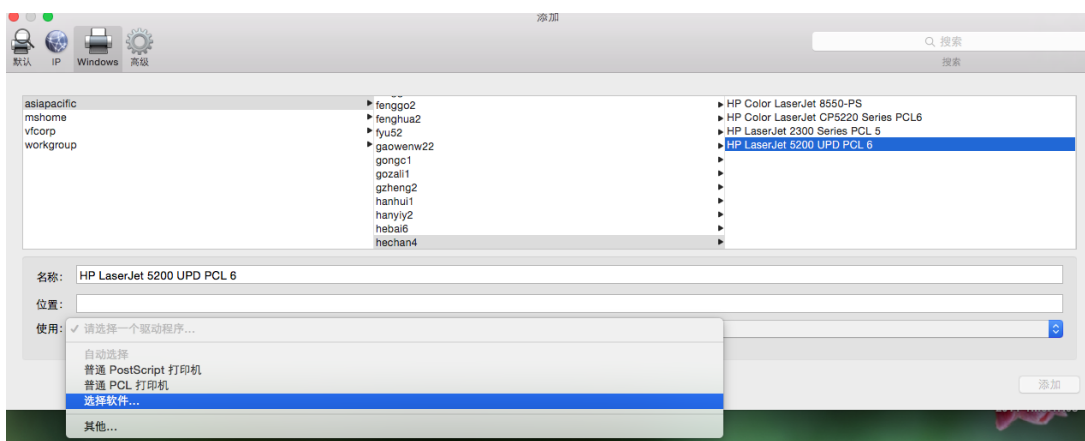 添加
默认
IP
Windows
高级
搜索
搜索
asiapacific
mshome
vfcorp
workgroup
fenggo2
fenghua2
fyu52
gaowenw22
gongc1
gozali1
gzheng2
hanhui1
hanyiy2
hebai6
hechan4
HP Color LaserJet 8550-PS
HP Color LaserJet CP5220 Series PCL6
HP LaserJet 2300 Series PCL 5
HP LaserJet 5200 UPD PCL 6
名称: HP LaserJet 5200 UPD PCL 6
位置:
使用: ✓ 请选择一个驱动程序...
自动选择
普通 PostScript 打印机
普通 PCL 打印机
选择软件...
其他...
添加